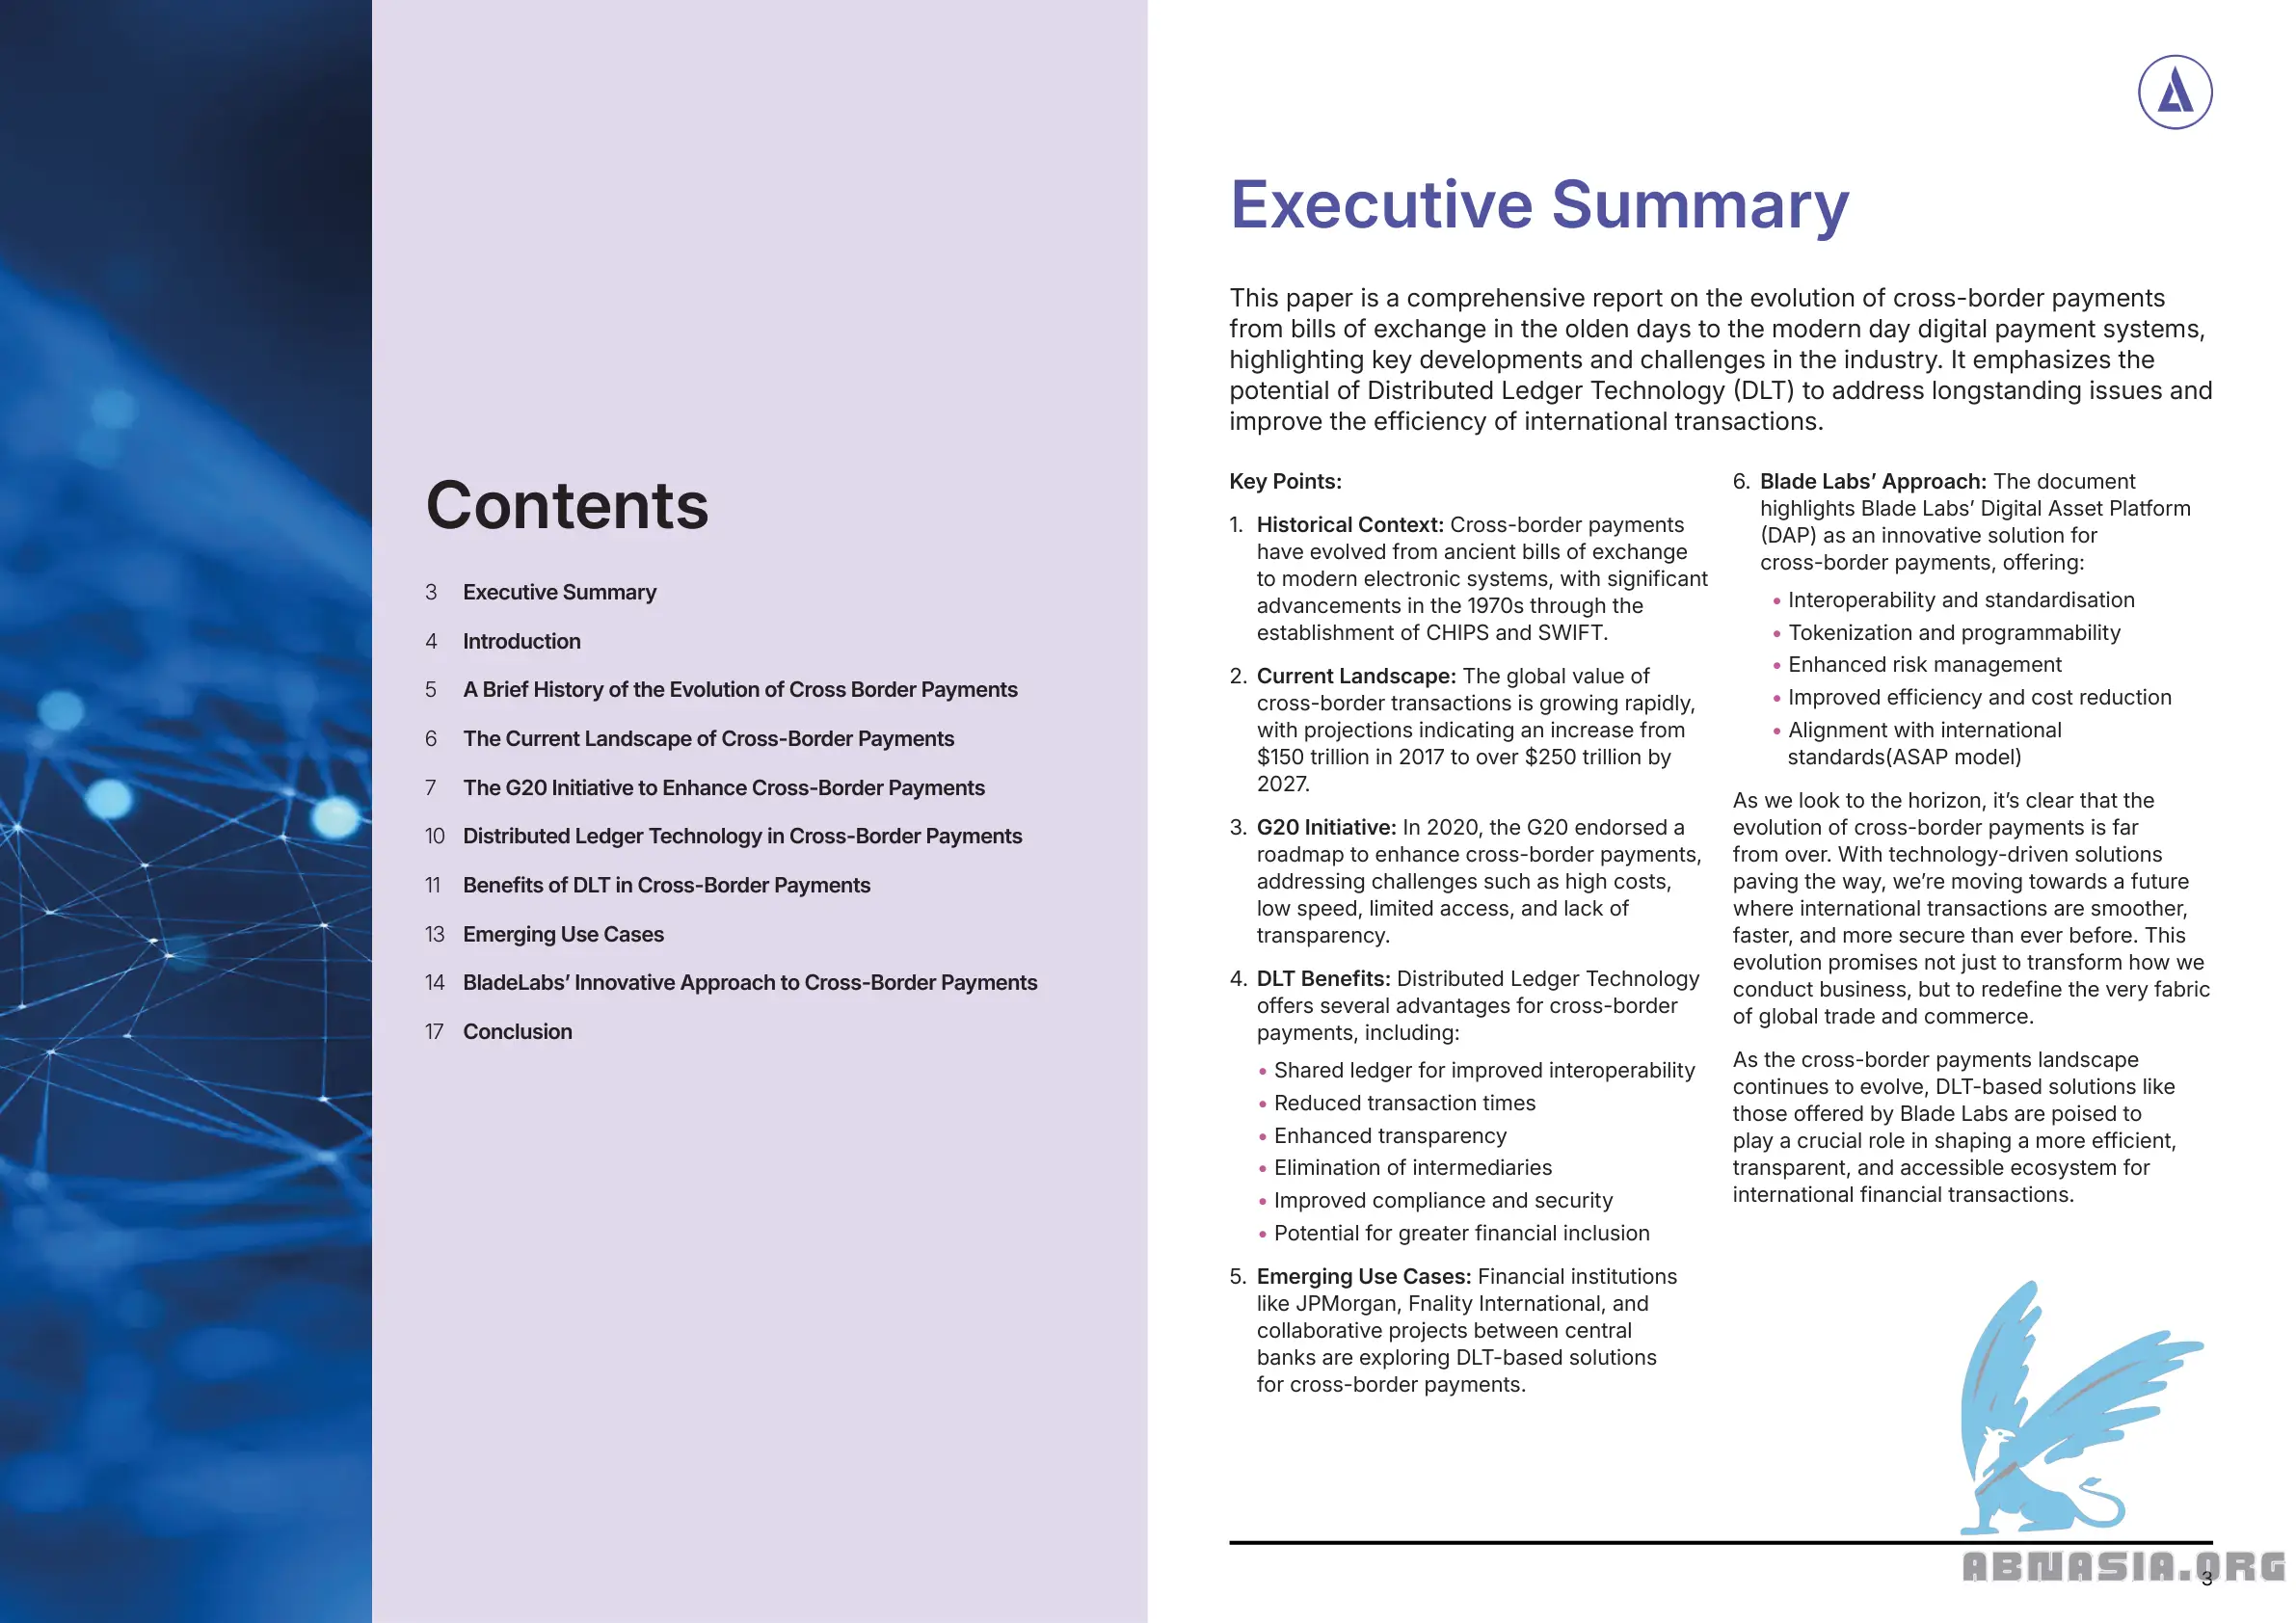 Contents
3 Executive Summary
4 Introduction
5 A Brief History of the Evolution of Cross Border Payments
6 The Current Landscape of Cross-Border Payments
7 The G20 Initiative to Enhance Cross-Border Payments
10 Distributed Ledger Technology in Cross-Border Payments
11 Benefits of DLT in Cross-Border Payments
13 Emerging Use Cases
14 BladeLabs’ Innovative Approach to Cross-Border Payments
17 Conclusion
Executive Summary
This paper is a comprehensive report on the evolution of cross-border payments
from bills of exchange in the olden days to the modern day digital payment systems,
highlighting key developments and challenges in the industry. It emphasizes the
potential of Distributed Ledger Technology (DLT) to address longstanding issues and
improve the efficiency of international transactions.
Key Points:
1. Historical Context: Cross-border payments
have evolved from ancient bills of exchange
to modern electronic systems, with significant
advancements in the 1970s through the
establishment of CHIPS and SWIFT.
2. Current Landscape: The global value of
cross-border transactions is growing rapidly,
with projections indicating an increase from
$150 trillion in 2017 to over $250 trillion by
2027.
3. G20 Initiative: In 2020, the G20 endorsed a
roadmap to enhance cross-border payments,
addressing challenges such as high costs,
low speed, limited access, and lack of
transparency.
4. DLT Benefits: Distributed Ledger Technology
offers several advantages for cross-border
payments, including:
• Shared ledger for improved interoperability
• Reduced transaction times
• Enhanced transparency
• Elimination of intermediaries
• Improved compliance and security
• Potential for greater financial inclusion
5. Emerging Use Cases: Financial institutions
like JPMorgan, Fnality International, and
collaborative projects between central
banks are exploring DLT-based solutions
for cross-border payments.
6. Blade Labs’ Approach: The document
highlights Blade Labs’ Digital Asset Platform
(DAP) as an innovative solution for
cross-border payments, offering:
• Interoperability and standardisation
• Tokenization and programmability
• Enhanced risk management
• Improved efficiency and cost reduction
• Alignment with international
standards(ASAP model)
As we look to the horizon, it’s clear that the
evolution of cross-border payments is far
from over. With technology-driven solutions
paving the way, we’re moving towards a future
where international transactions are smoother,
faster, and more secure than ever before. This
evolution promises not just to transform how we
conduct business, but to redefine the very fabric
of global trade and commerce.
As the cross-border payments landscape
continues to evolve, DLT-based solutions like
those offered by Blade Labs are poised to
play a crucial role in shaping a more efficient,
transparent, and accessible ecosystem for
international financial transactions.
ABNASIA.ORG
3